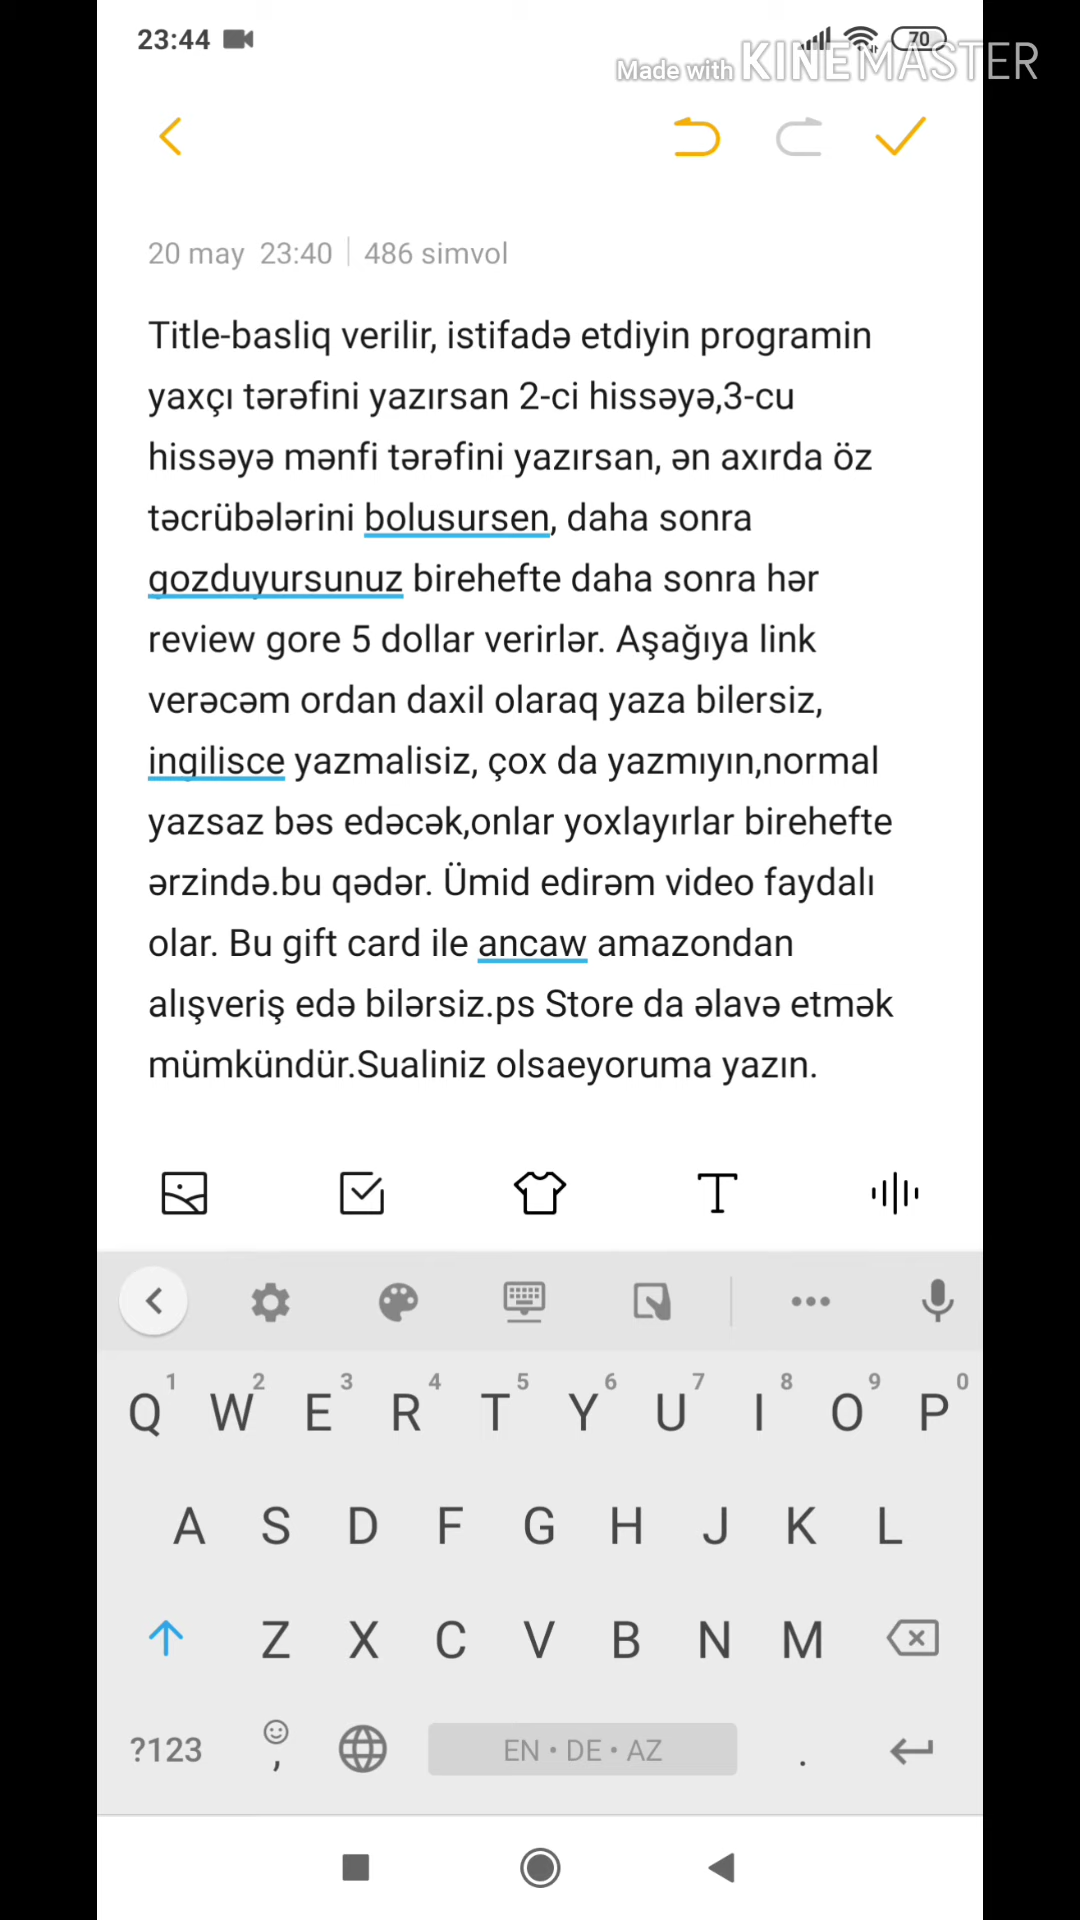 23:44
70
Made with KINEMASTER
20 may 23:40 | 486 simvol
Title-basliq verilir, istifadə etdiyin programin
yaxçı tərəfini yazırsan 2-ci hissəyə,3-cu
hissəyə mənfi tərəfini yazırsan, ən axırda öz
təcrübələrini bolusursen, daha sonra
gozduyursunuz birehefte daha sonra hər
review gore 5 dollar verirlər. Aşağıya link
verəcəm ordan daxil olaraq yaza bilersiz,
ingilisce yazmalisiz, çox da yazmıyın,normal
yazsaz bəs edəcək,onlar yoxlayırlar birehefte
ərzində.bu qədər. Ümid edirəm video faydalı
olar. Bu gift card ile ancaw amazondan
alışveriş edə bilərsiz.ps Store da əlavə etmək
mümkündür.Sualiniz olsaeyoruma yazın.
T
1 2 3 4 5 6 7 8 9 0
Q W E R T Y U I O P
A S D F G H J K L
Z X C V B N M
?123 , EN • DE • AZ .